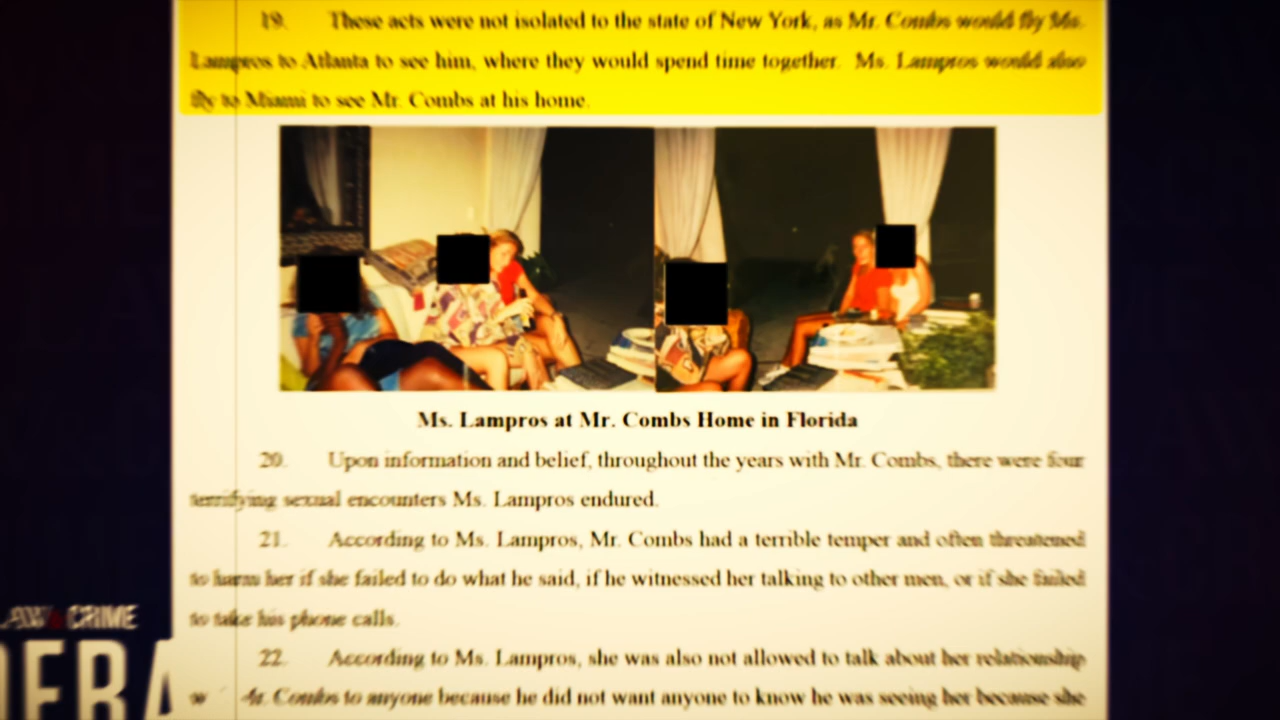 19. These acts were not isolated to the state of New York, as Mr. Combs would fly Ms.
Lampros to Atlanta to see him, where they would spend time together. Ms. Lampros would also
fly to Miami to see Mr. Combs at his home.
Ms. Lampros at Mr. Combs Home in Florida
20. Upon information and belief, throughout the years with Mr. Combs, there were four
terrifying sexual encounters Ms. Lampros endured.
21. According to Ms. Lampros, Mr. Combs had a terrible temper and often threatened
to harm her if she failed to do what he said, if he witnessed her talking to other men, or if she failed
to take his phone calls.
22. According to Ms. Lampros, she was also not allowed to talk about her relationship
Mr. Combs to anyone because he did not want anyone to know he was seeing her because she
CRIME